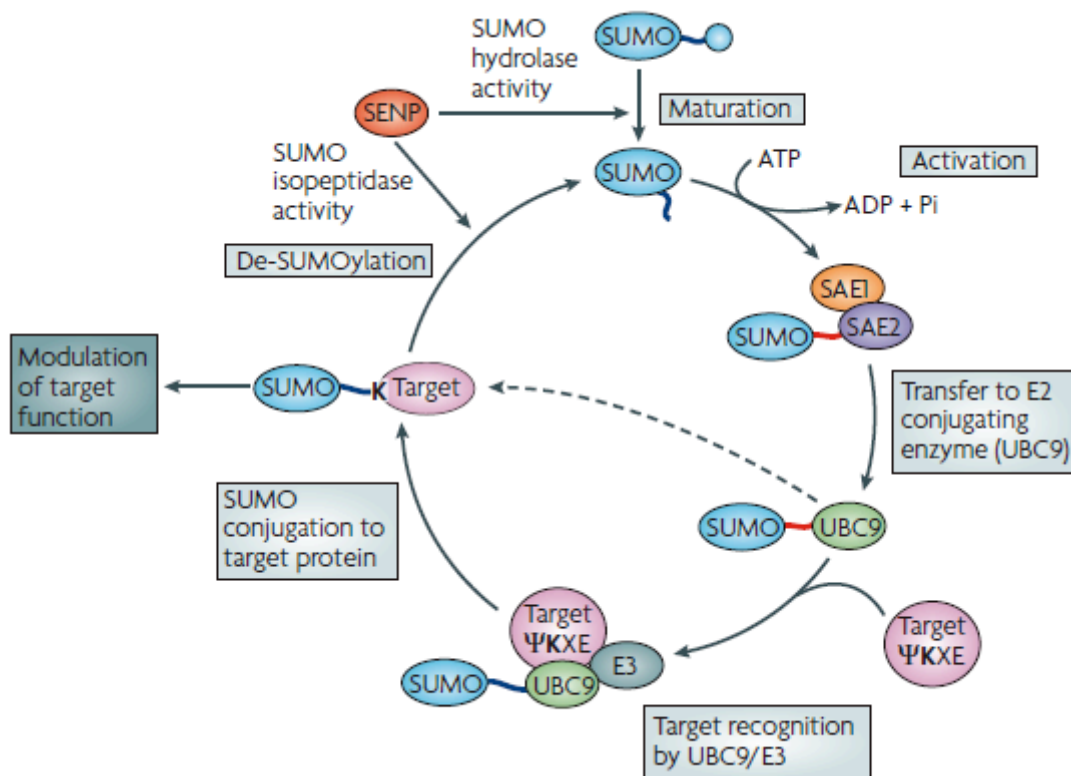 SUMO
hydrolase
activity
SUMO
Maturation
SENP
SUMO
isopeptidase
activity
SUMO
ATP
Activation
ADP + Pi
De-SUMOylation
SAE1
SUMO
SAE2
Modulation
of target
function
SUMO
K
Target
Transfer to E2
conjugating
enzyme (UBC9)
SUMO
conjugation to
target protein
SUMO
UBC9
Target
ΨKXE
E3
SUMO
UBC9
Target
ΨKXE
Target recognition
by UBC9/E3